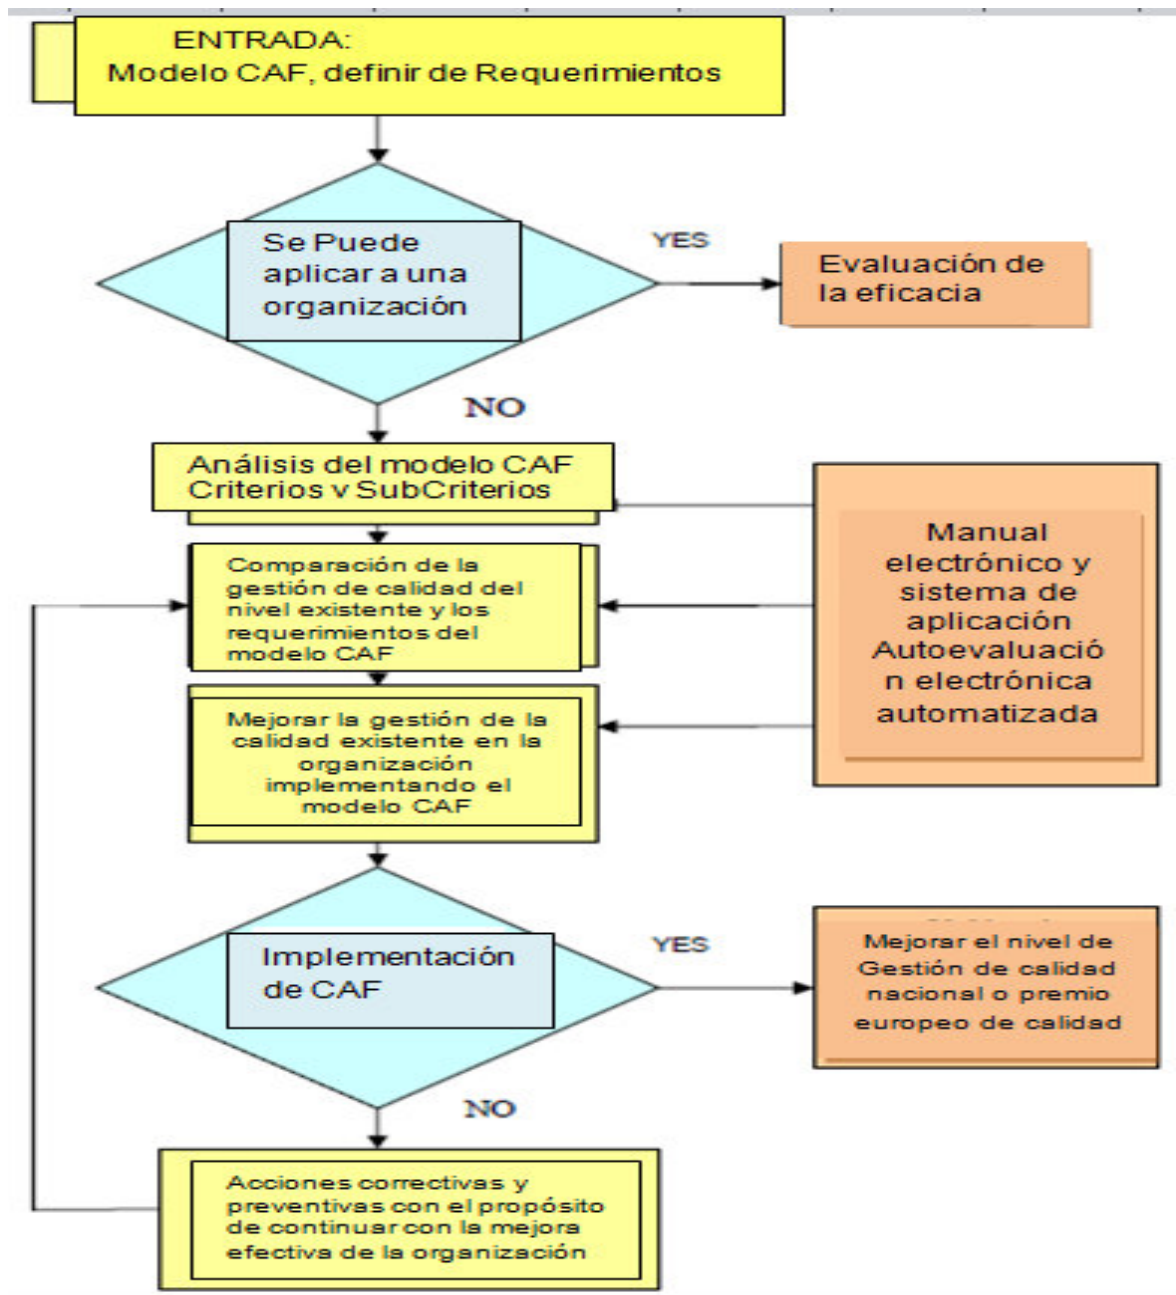 ENTRADA:
Modelo CAF, definir de Requerimientos
Se Puede
aplicar a una
organización
YES
Evaluación de
la eficacia
NO
Análisis del modelo CAF
Criterios v SubCriterios
Manual
electrónico y
sistema de
aplicación
Autoevaluació
n electrónica
automatizada
Comparación de la
gestión de calidad del
nivel existente y los
requerimientos del
modelo CAF
Mejorar la gestión de la
calidad existente en la
organización
implementando el
modelo CAF
Implementación
de CAF
YES
Mejorar el nivel de
Gestión de calidad
nacional o premio
europeo de calidad
NO
Acciones correctivas y
preventivas con el propósito
de continuar con la mejora
efectiva de la organización